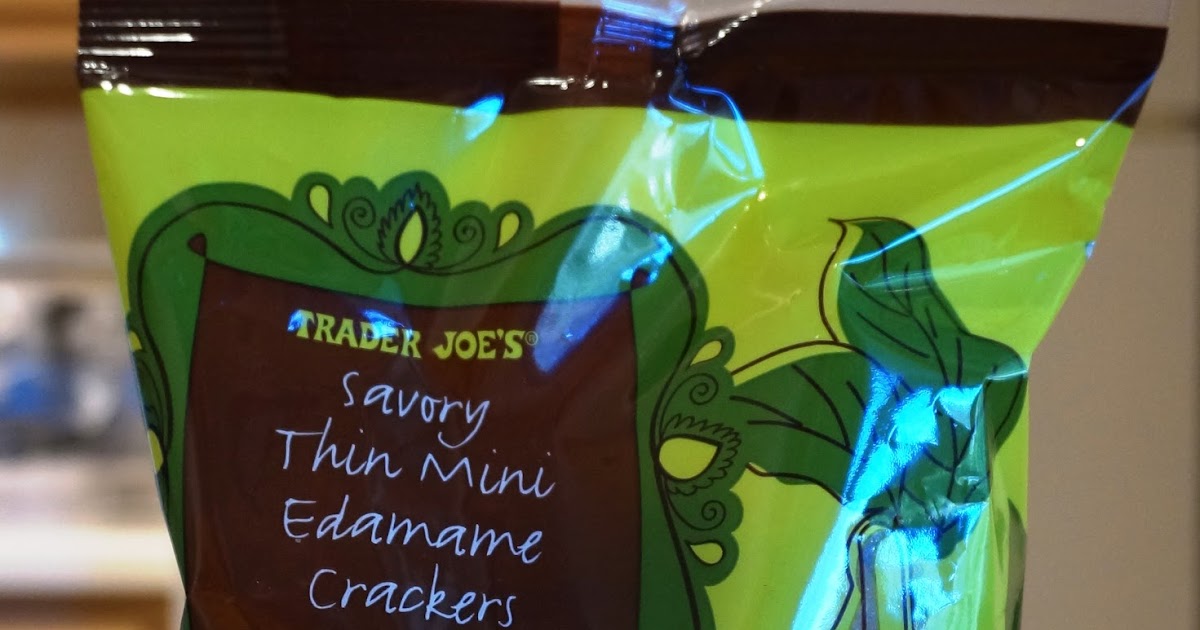 TRADER JOE'S®
Savory
Thin Mini
Edamame
Crackers